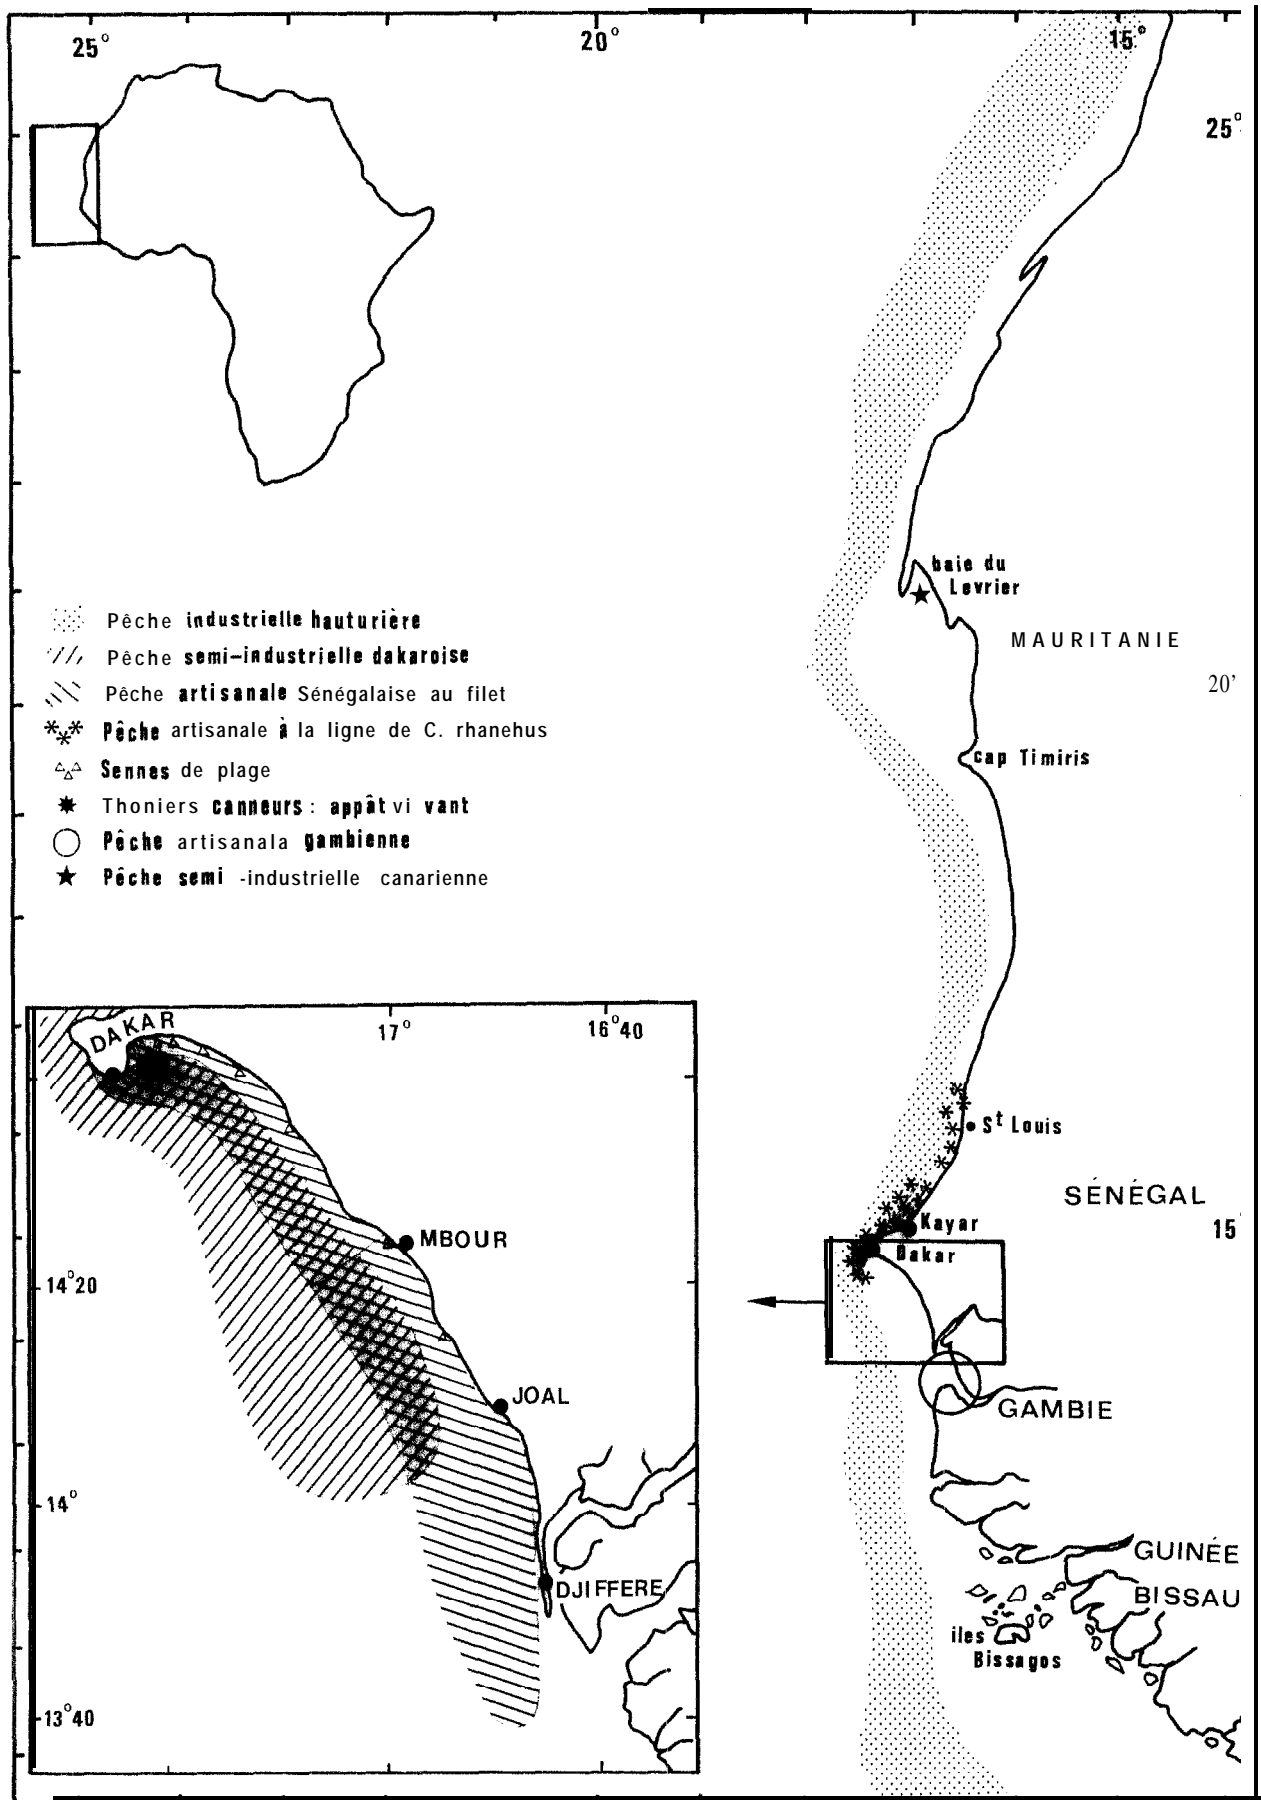 25°
20°
15°
25°
baie du
Levrier
MAURITANIE
20'
cap Timiris
Pêche industrielle hauturière
Pêche semi-industrielle dakaroise
Pêche artisanale Sénégalaise au filet
Pêche artisanale à la ligne de C. rhanehus
Sennes de plage
Thoniers canneurs : appât vi vant
Pêche artisanala gambienne
Pêche semi -industrielle canarienne
St Louis
SÉNÉGAL
Kayar
15
Dakar
GAMBIE
GUINÉE
BISSAU
iles
Bissagos
DAKAR
17°
16°40
MBOUR
14°20
JOAL
14°
DJIFFERE
13°40